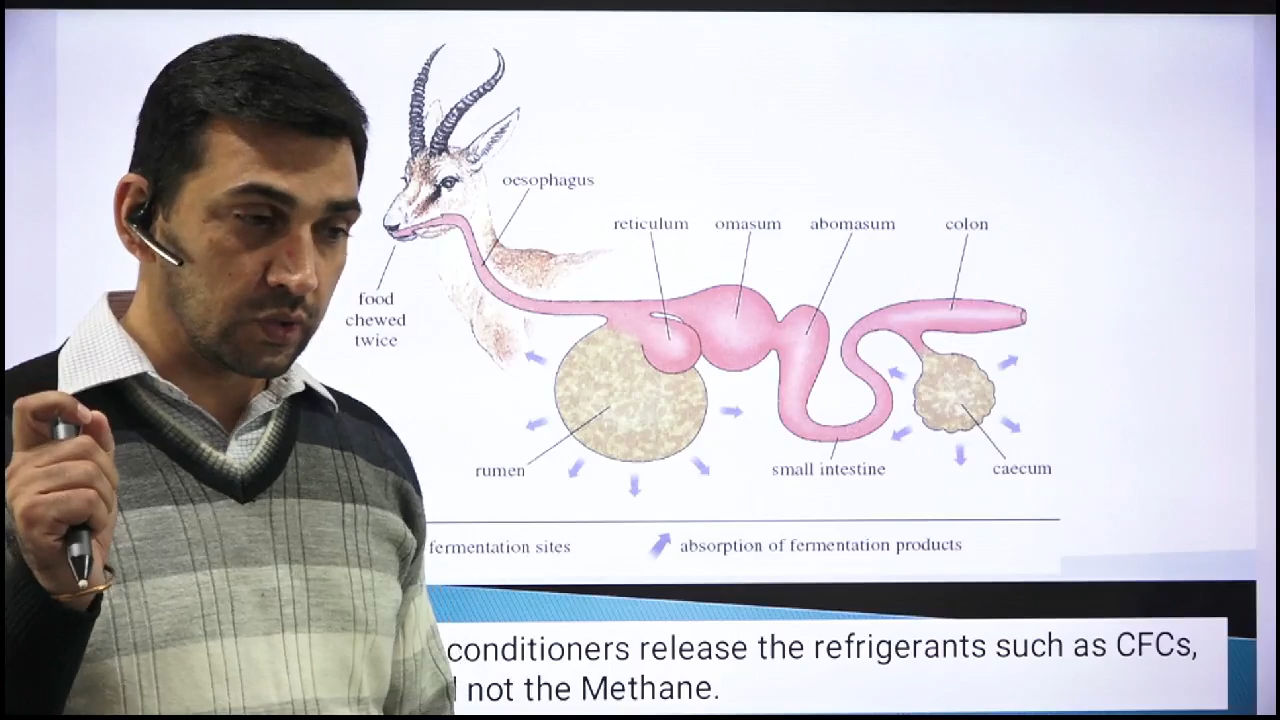 oesophagus
reticulum omasum abomasum colon
food
chewed
twice
rumen small intestine caecum
fermentation sites absorption of fermentation products
conditioners release the refrigerants such as CFCs,
not the Methane.